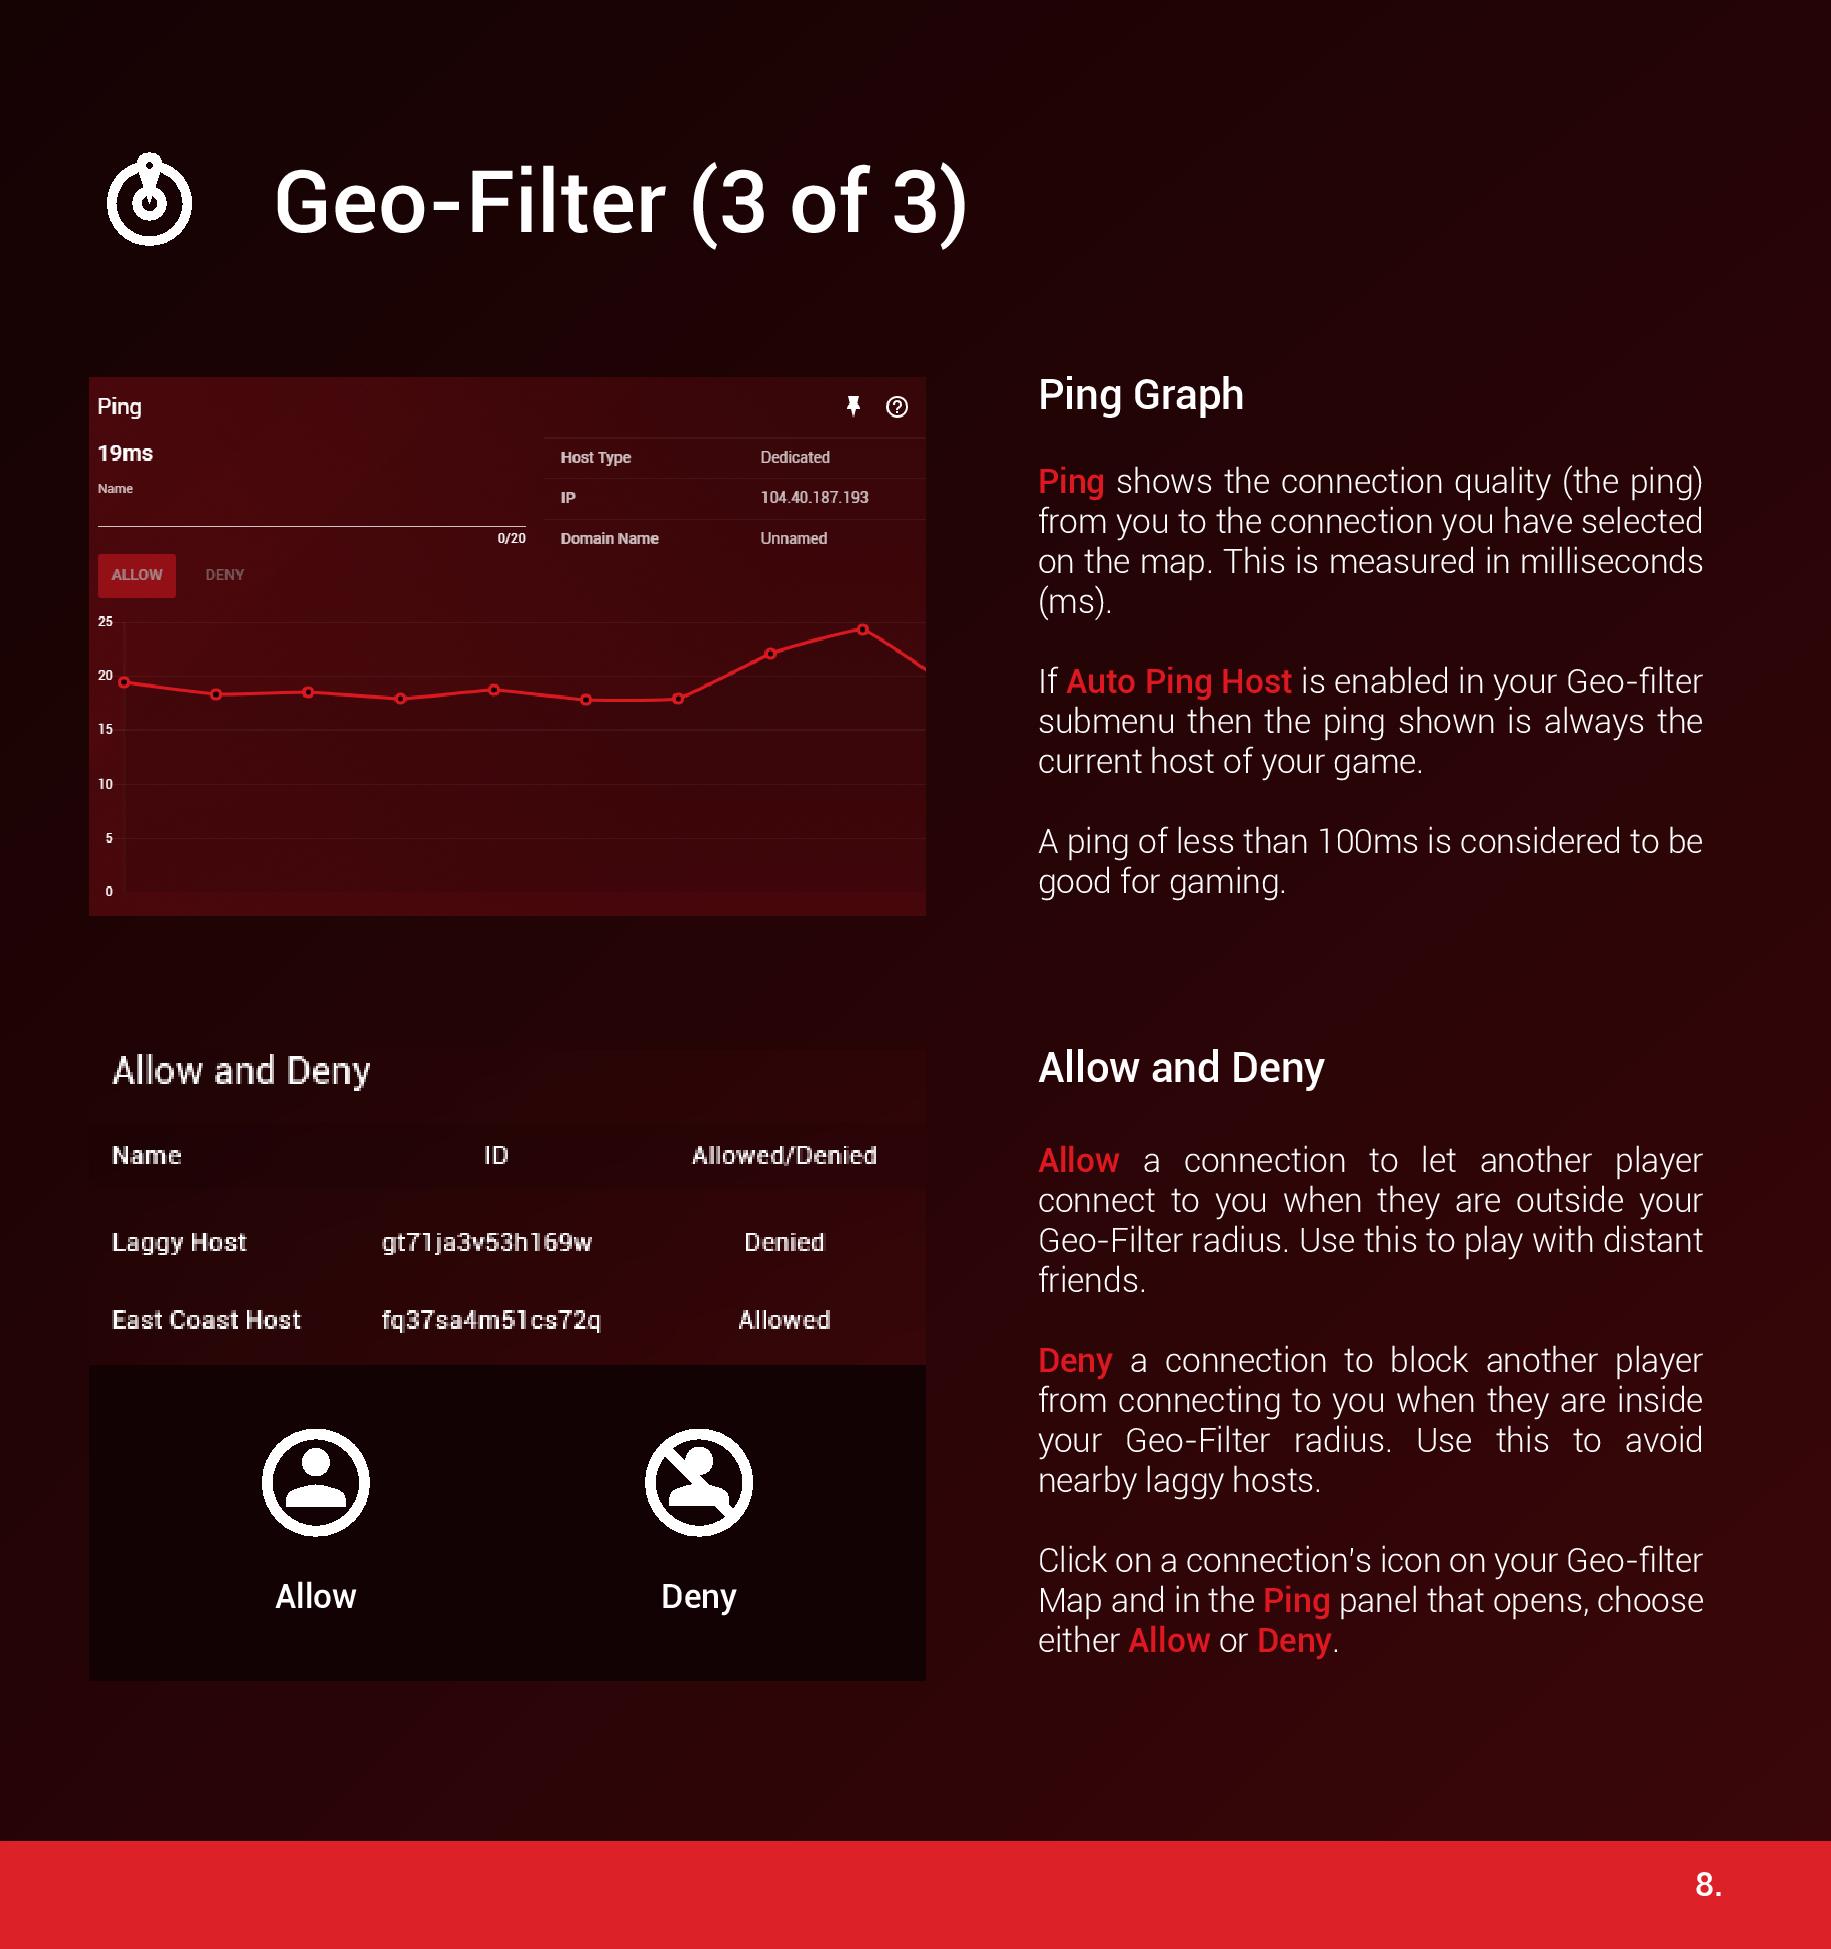 Geo-Filter (3 of 3)
Ping
19ms
Name
0/20
Host Type Dedicated
IP 104.40.187.193
Domain Name Unnamed
ALLOW DENY
25
20
15
10
5
0
Ping Graph
Ping shows the connection quality (the ping)
from you to the connection you have selected
on the map. This is measured in milliseconds
(ms).
If Auto Ping Host is enabled in your Geo-filter
submenu then the ping shown is always the
current host of your game.
A ping of less than 100ms is considered to be
good for gaming.
Allow and Deny
Name ID Allowed/Denied
Laggy Host gt71ja3v53h169w Denied
East Coast Host fq37sa4m51cs72q Allowed
Allow Deny
Allow and Deny
Allow a connection to let another player
connect to you when they are outside your
Geo-Filter radius. Use this to play with distant
friends.
Deny a connection to block another player
from connecting to you when they are inside
your Geo-Filter radius. Use this to avoid
nearby laggy hosts.
Click on a connection's icon on your Geo-filter
Map and in the Ping panel that opens, choose
either Allow or Deny.
8.